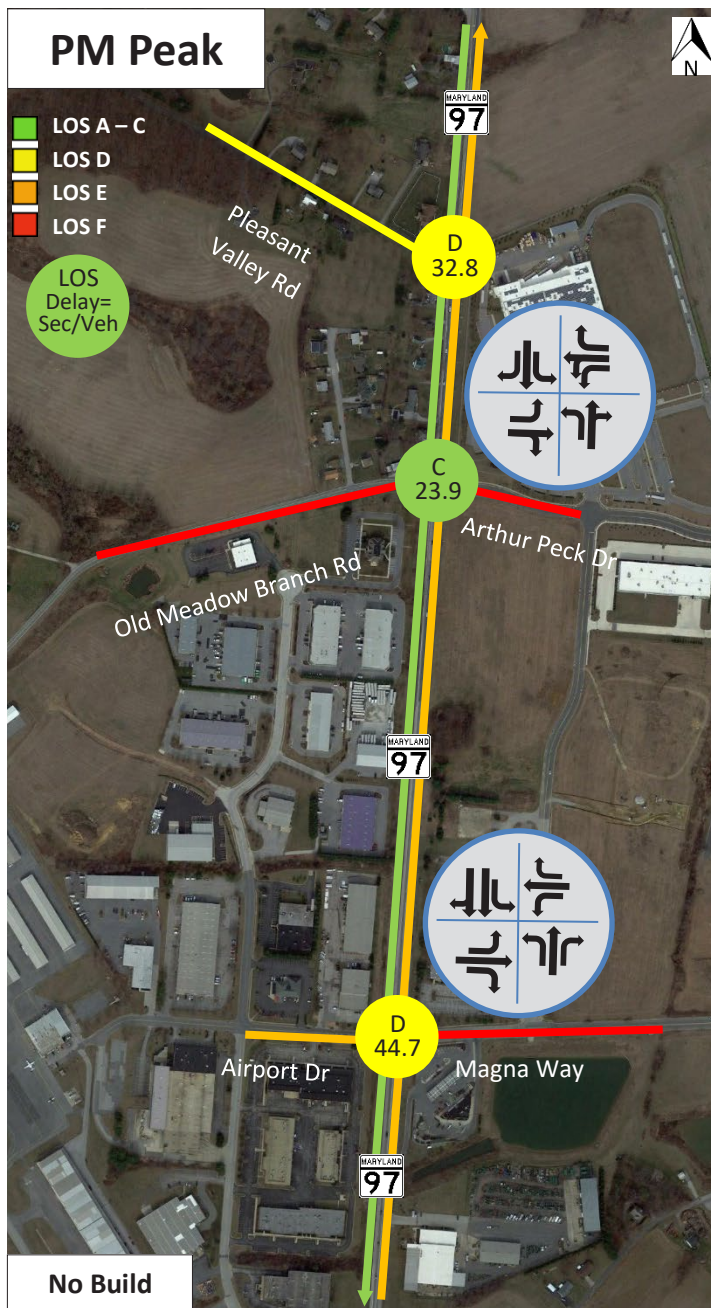 PM Peak
N
LOS A – C
LOS D
LOS E
LOS F
LOS
Delay=
Sec/Veh
MARYLAND
97
Pleasant
Valley Rd
D
32.8
C
23.9
Arthur Peck Dr
Old Meadow Branch Rd
MARYLAND
97
D
44.7
Airport Dr
Magna Way
MARYLAND
97
No Build